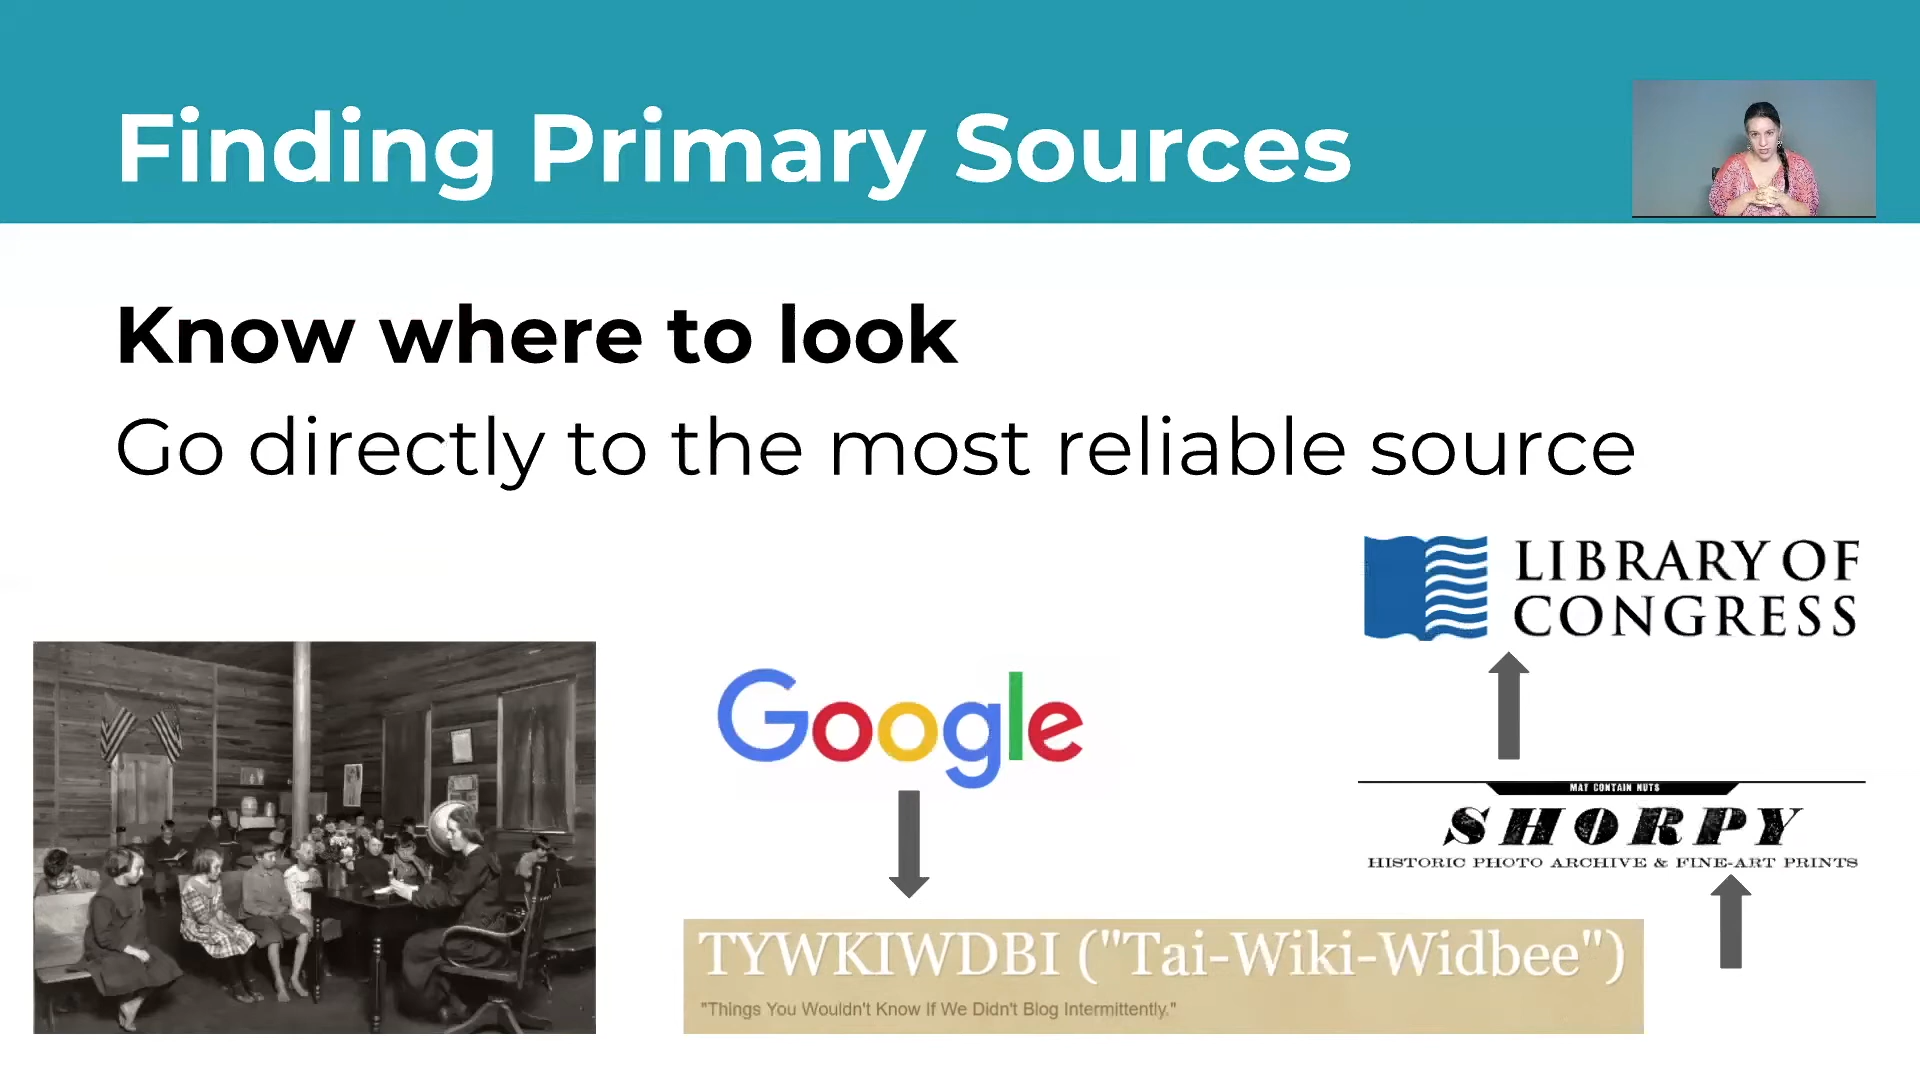 Finding Primary Sources
Know where to look
Go directly to the most reliable source
LIBRARY OF
CONGRESS
Google
MAY CONTAIN NUTS
SHORPY
HISTORIC PHOTO ARCHIVE & FINE-ART PRINTS
TYWKIWDBI ("Tai-Wiki-Widbee")
"Things You Wouldn't Know If We Didn't Blog Intermittently."